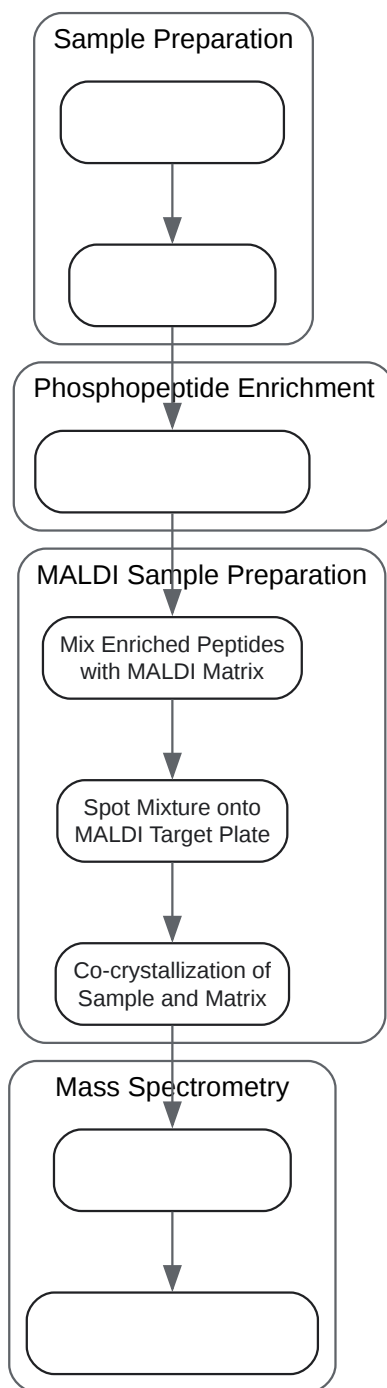 Sample Preparation
Phosphopeptide Enrichment
MALDI Sample Preparation
Mix Enriched Peptides
with MALDI Matrix
Spot Mixture onto
MALDI Target Plate
Co-crystallization of
Sample and Matrix
Mass Spectrometry